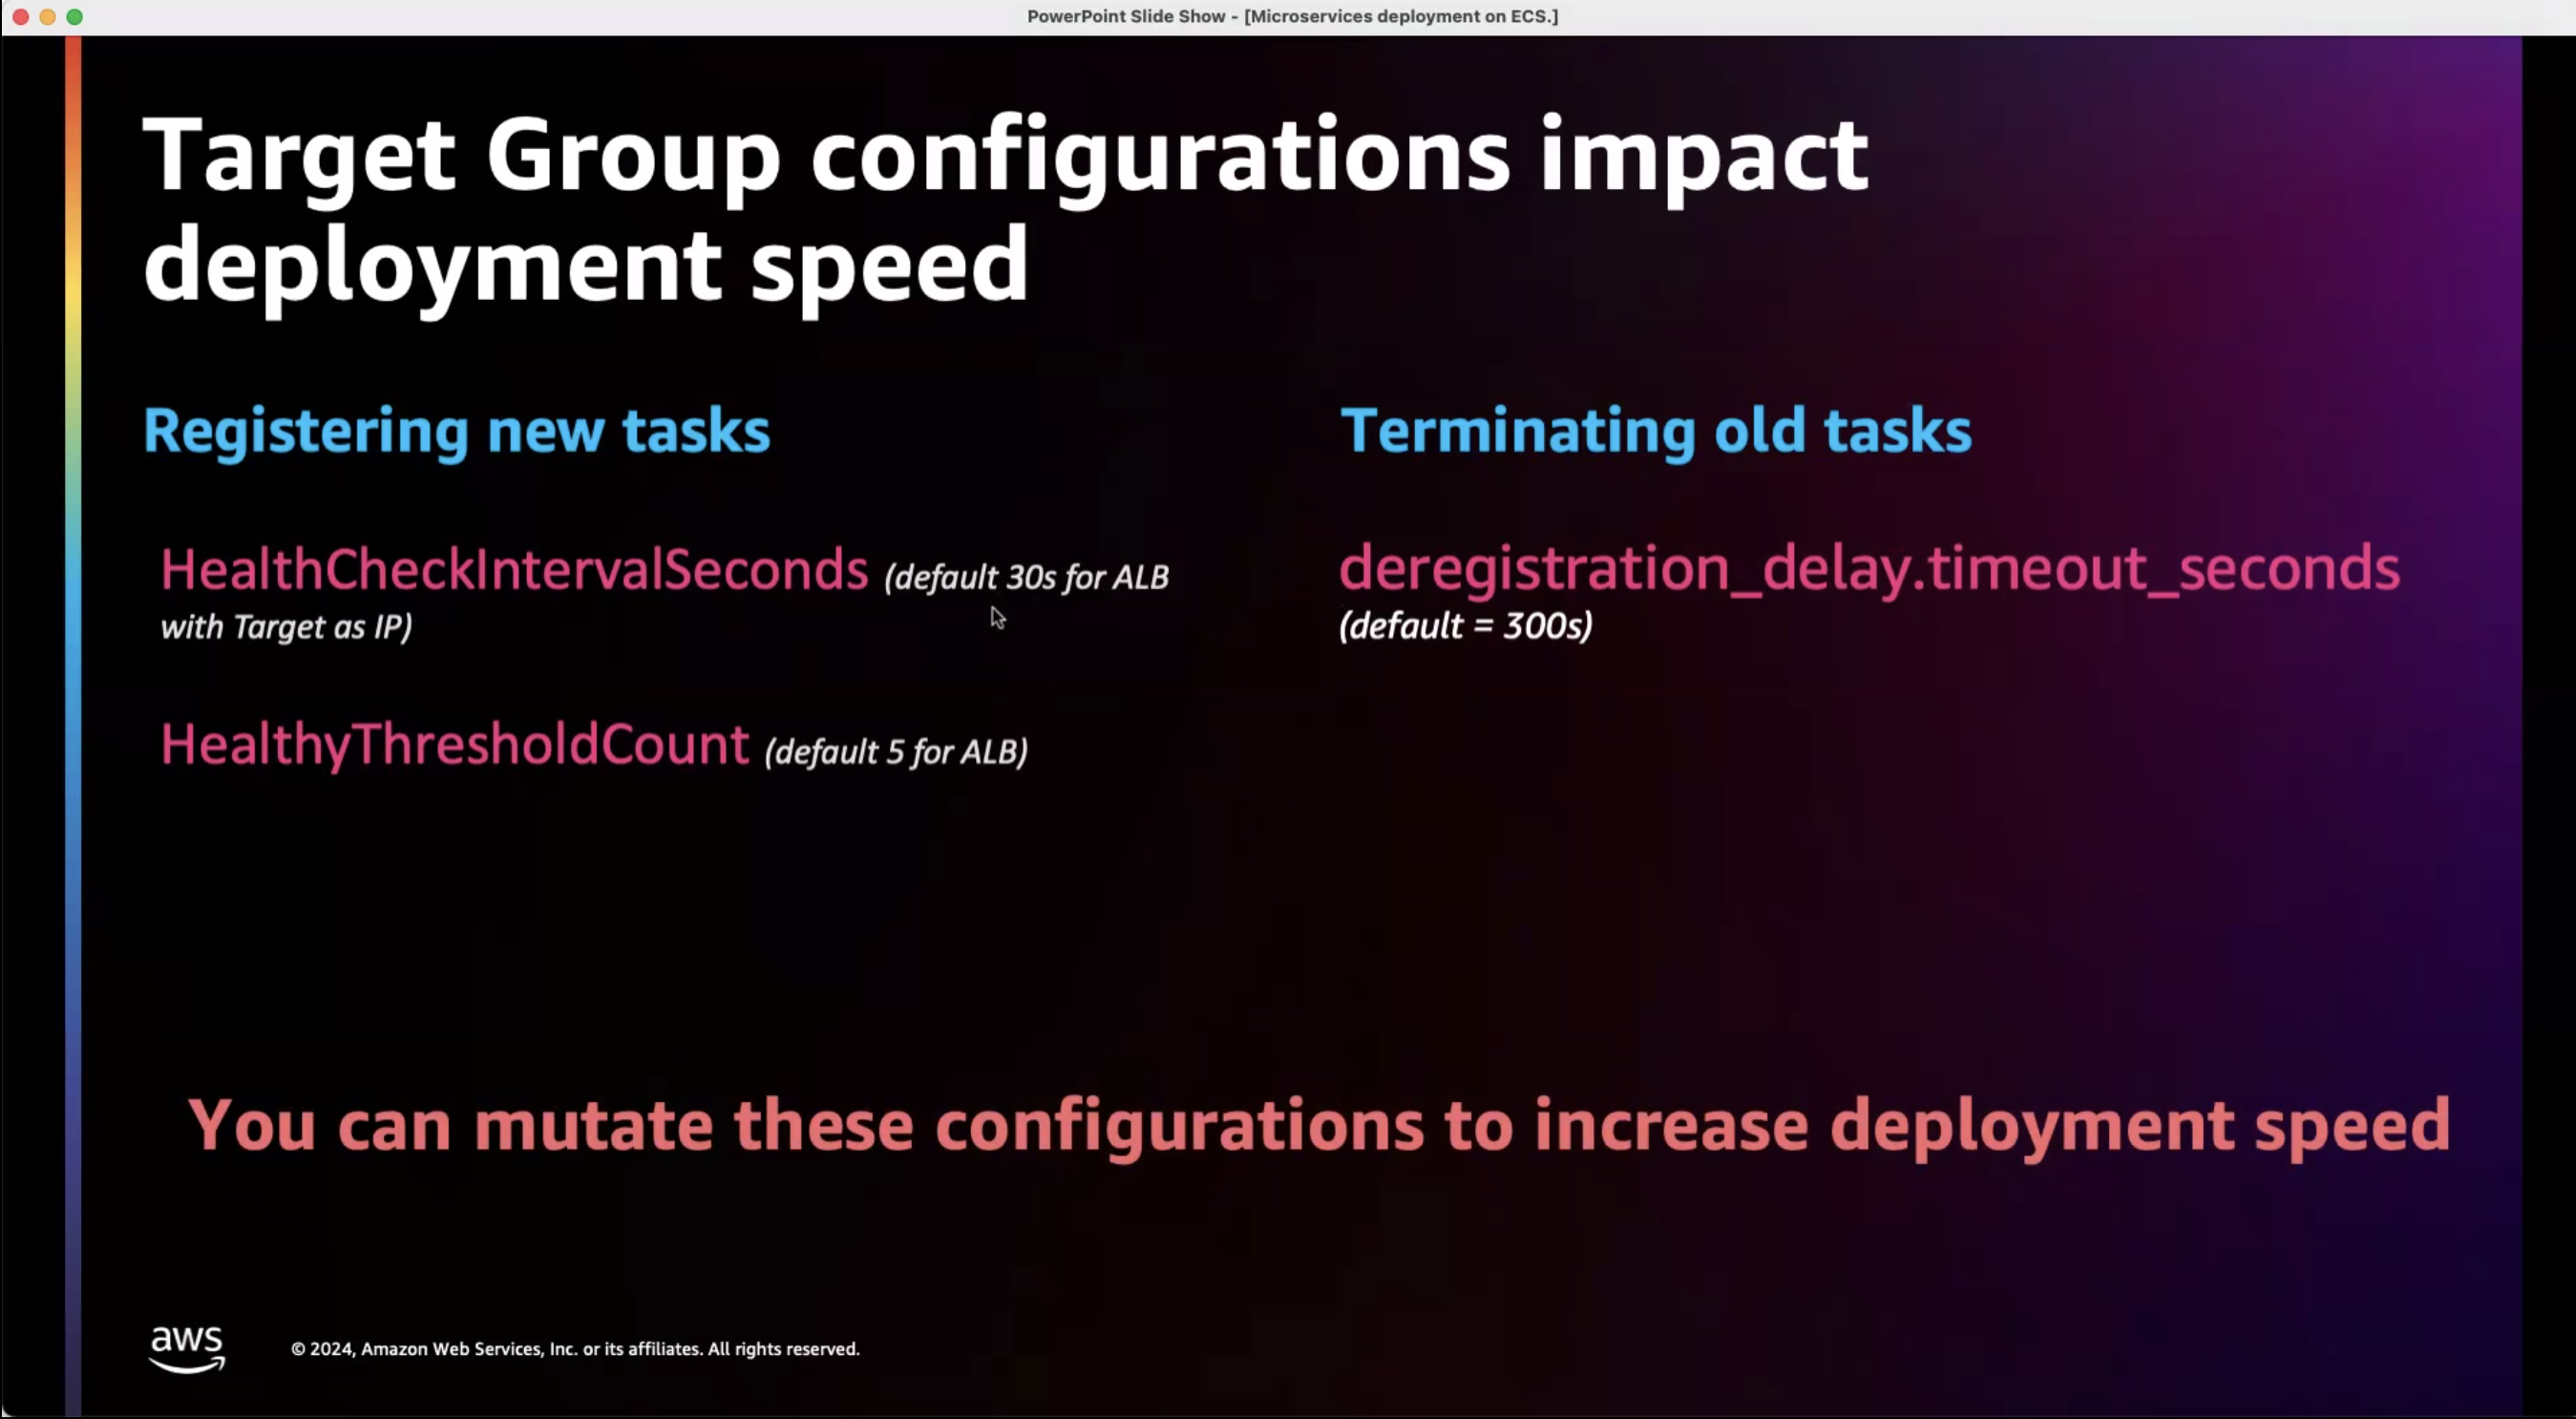 PowerPoint Slide Show - [Microservices deployment on ECS.]
Target Group configurations impact
deployment speed
Registering new tasks
HealthCheckIntervalSeconds (default 30s for ALB
with Target as IP)
HealthyThresholdCount (default 5 for ALB)
Terminating old tasks
deregistration_delay.timeout_seconds
(default = 300s)
You can mutate these configurations to increase deployment speed
aws
© 2024, Amazon Web Services, Inc. or its affiliates. All rights reserved.